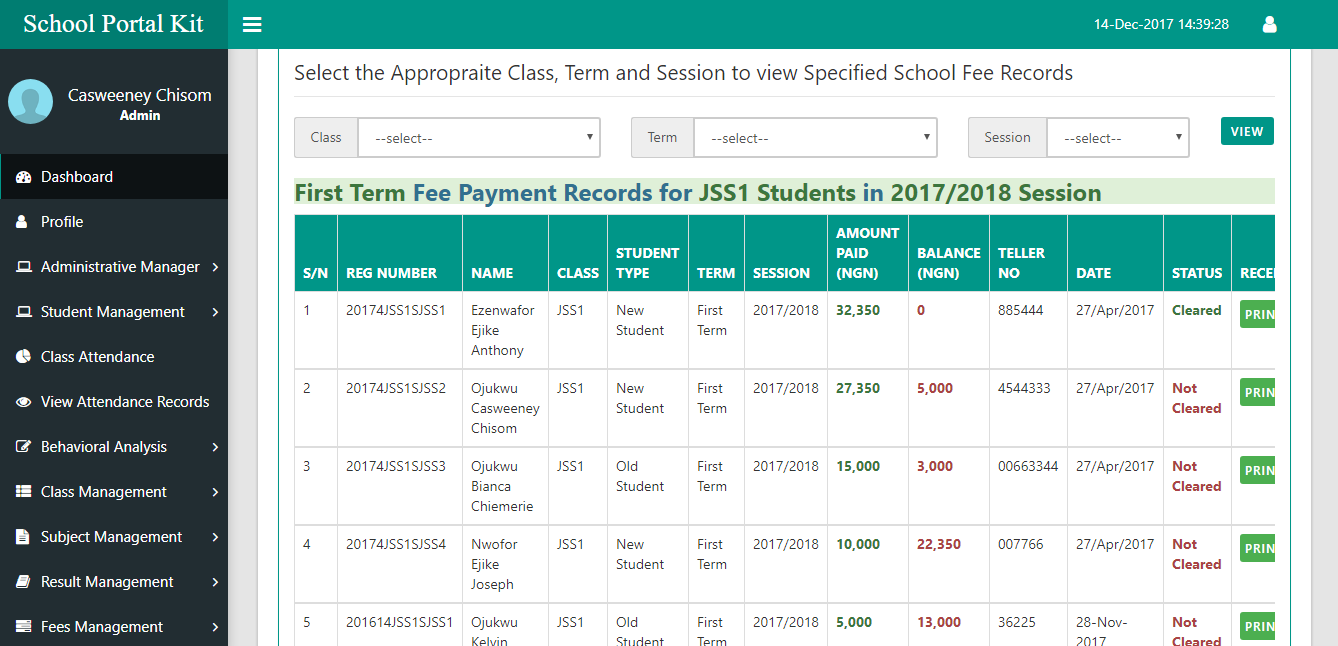 School Portal Kit
14-Dec-2017 14:39:28
Casweeney Chisom
Admin
Dashboard
Profile
Administrative Manager
Student Management
Class Attendance
View Attendance Records
Behavioral Analysis
Class Management
Subject Management
Result Management
Fees Management
Select the Appropraite Class, Term and Session to view Specified School Fee Records
Class --select-- Term --select-- Session --select-- VIEW
First Term Fee Payment Records for JSS1 Students in 2017/2018 Session
AMOUNT
STUDENT PAID BALANCE TELLER
S/N REG NUMBER NAME CLASS TYPE TERM SESSION (NGN) (NGN) NO DATE STATUS RECE
1 20174JSS1SJSS1 Ezenwafor JSS1 New First 2017/2018 32,350 0 885444 27/Apr/2017 Cleared PRIN
Ejike Student Term
Anthony
2 20174JSS1SJSS2 Ojukwu JSS1 New First 2017/2018 27,350 5,000 4544333 27/Apr/2017 Not PRIN
Casweeney Student Term Cleared
Chisom
3 20174JSS1SJSS3 Ojukwu JSS1 Old First 2017/2018 15,000 3,000 00663344 27/Apr/2017 Not PRIN
Bianca Student Term Cleared
Chiemerie
4 20174JSS1SJSS4 Nwofor JSS1 New First 2017/2018 10,000 22,350 007766 27/Apr/2017 Not PRIN
Ejike Student Term Cleared
Joseph
5 201614JSS1SJSS1 Ojukwu JSS1 Old First 2017/2018 5,000 13,000 36225 28-Nov- Not PRIN
Kelvin Student Term 2017 Cleared